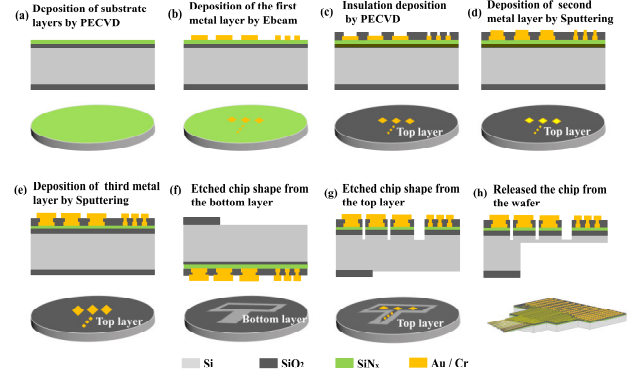 (a) Deposition of substrate
layers by PECVD
(b) Deposition of the first
metal layer by Ebeam
(c) Insulation deposition
by PECVD
(d) Deposition of second
metal layer by Sputtering
Top layer
Top layer
Top layer
(e) Deposition of third metal
layer by Sputtering
(f) Etched chip shape from
the bottom layer
(g) Etched chip shape from
the top layer
(h) Released the chip from
the wafer
Top layer
Bottom layer
Top layer
Si SiO₂ SiNₓ Au / Cr